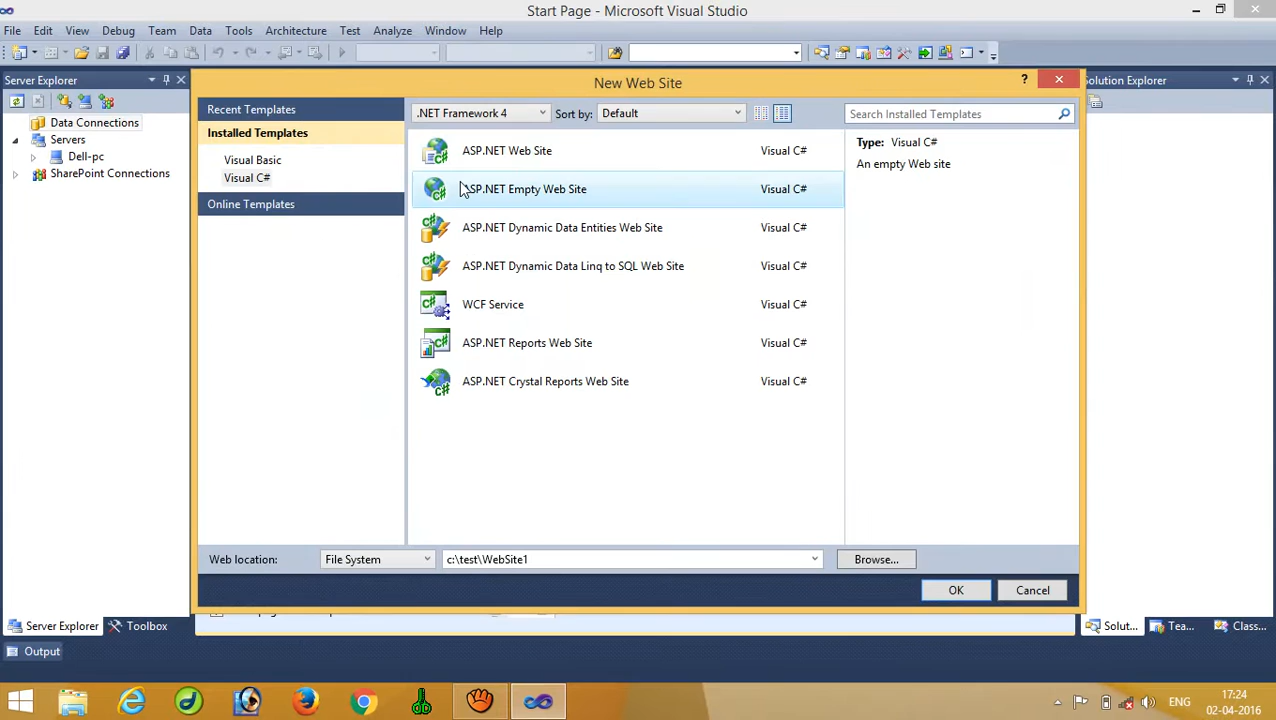 Start Page - Microsoft Visual Studio
File Edit View Debug Team Data Tools Architecture Test Analyze Window Help
Server Explorer
Data Connections
Servers
Dell-pc
SharePoint Connections
New Web Site
Recent Templates
Installed Templates
Visual Basic
Visual C#
Online Templates
.NET Framework 4 Sort by: Default
Search Installed Templates
ASP.NET Web Site Visual C#
ASP.NET Empty Web Site Visual C#
ASP.NET Dynamic Data Entities Web Site Visual C#
ASP.NET Dynamic Data Linq to SQL Web Site Visual C#
WCF Service Visual C#
ASP.NET Reports Web Site Visual C#
ASP.NET Crystal Reports Web Site Visual C#
Type: Visual C#
An empty Web site
Web location: File System c:\test\WebSite1 Browse...
OK Cancel
Solution Explorer
Server Explorer Toolbox
Solut... Tea... Class...
Output
ENG
17:24
02-04-2016